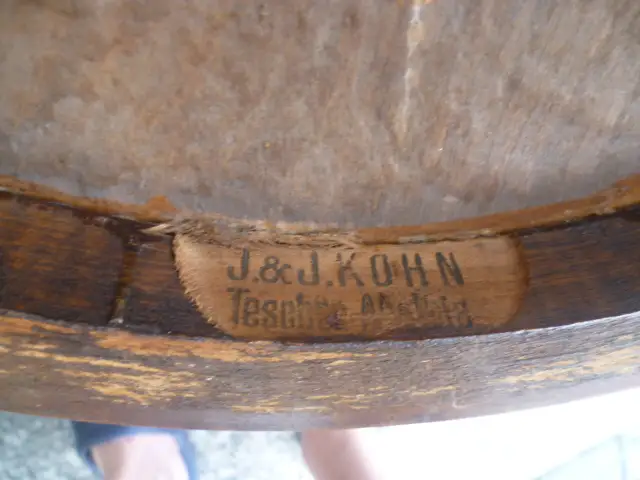 J. & J. KOHN
Teschen